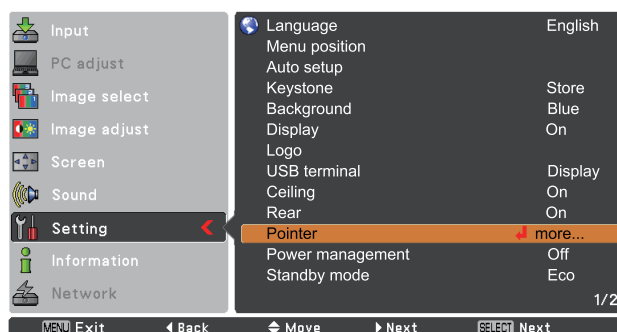 Input
PC adjust
Image select
Image adjust
Screen
Sound
Setting
Information
Network
Language English
Menu position
Auto setup
Keystone Store
Background Blue
Display On
Logo
USB terminal Display
Ceiling On
Rear On
Pointer more...
Power management Off
Standby mode Eco
1/2
MENU Exit Back Move Next SELECT Next